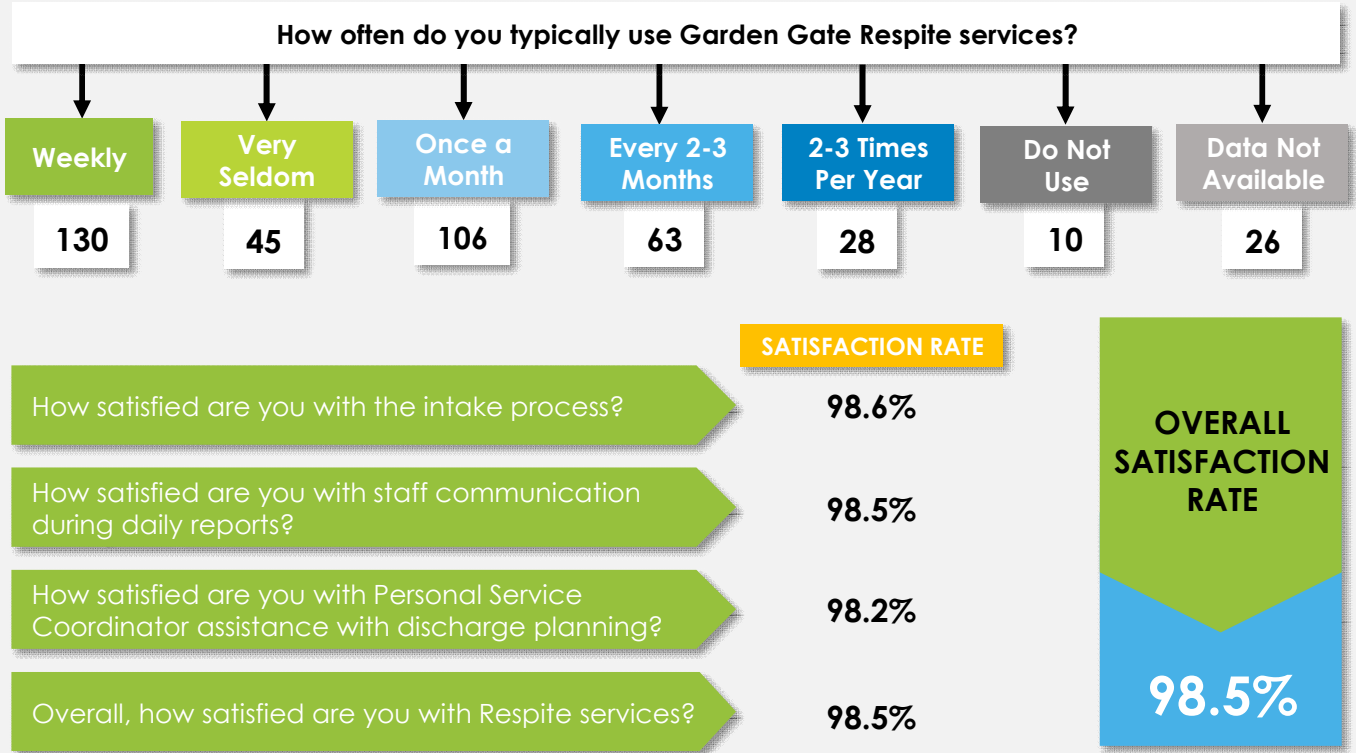 How often do you typically use Garden Gate Respite services?
Weekly
Very
Seldom
Once a
Month
Every 2-3
Months
2-3 Times
Per Year
Do Not
Use
Data Not
Available
130
45
106
63
28
10
26
SATISFACTION RATE
How satisfied are you with the intake process?
98.6%
How satisfied are you with staff communication
during daily reports?
98.5%
How satisfied are you with Personal Service
Coordinator assistance with discharge planning?
98.2%
Overall, how satisfied are you with Respite services?
98.5%
OVERALL
SATISFACTION
RATE
98.5%